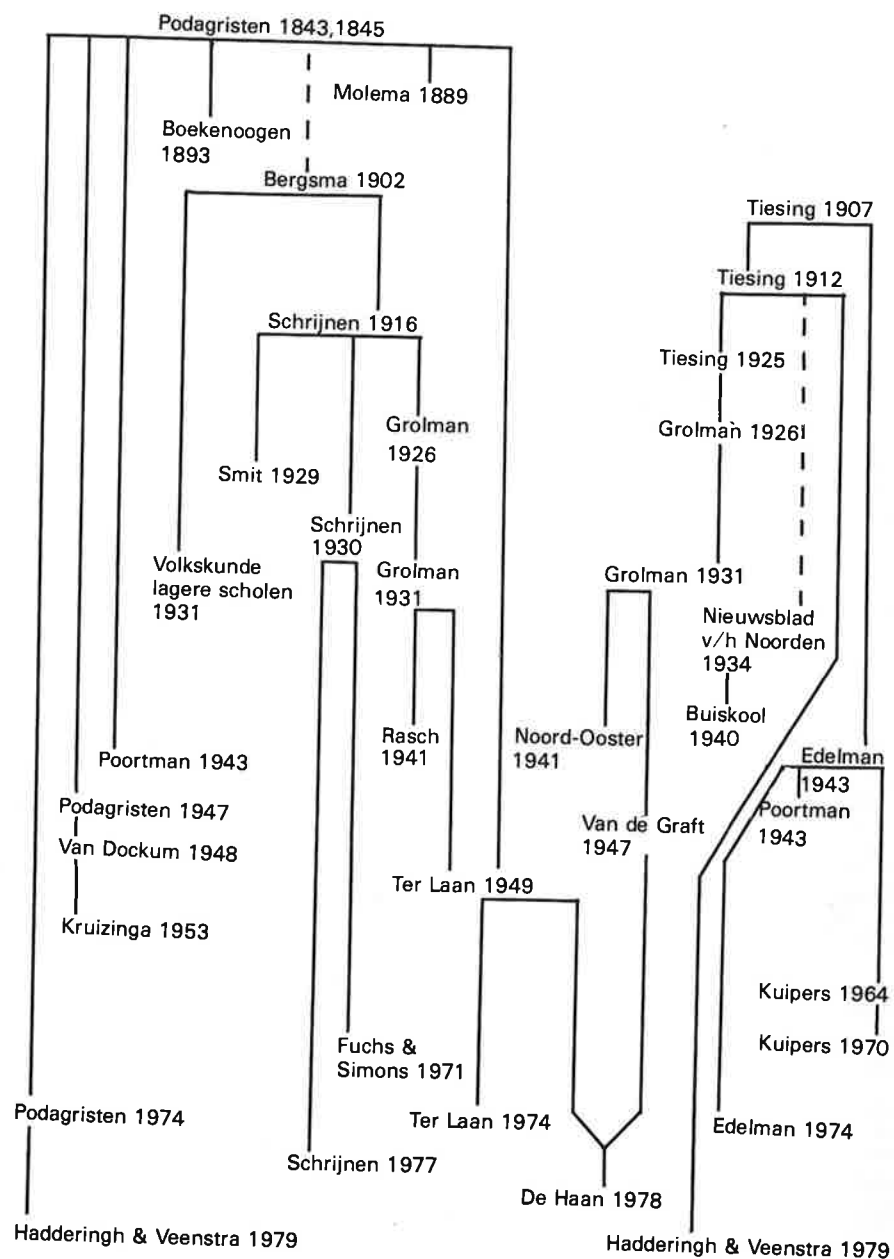 Podagristen 1843,1845
Molema 1889
Boekenoogen
1893
Bergsma 1902
Tiesing 1907
Tiesing 1912
Schrijnen 1916
Tiesing 1925
Grolman
1926
Grolman 1926
Smit 1929
Schrijnen
1930
Volkskunde
lagere scholen
1931
Grolman
1931
Grolman 1931
Nieuwsblad
v/h Noorden
1934
Buiskool
1940
Rasch
1941
Noord-Ooster
1941
Poortman 1943
Edelman
1943
Poortman
1943
Podagristen 1947
Van de Graft
1947
Van Dockum 1948
Ter Laan 1949
Kruizinga 1953
Kuipers 1964
Kuipers 1970
Fuchs &
Simons 1971
Podagristen 1974
Ter Laan 1974
Edelman 1974
Schrijnen 1977
De Haan 1978
Hadderingh & Veenstra 1979
Hadderingh & Veenstra 1979